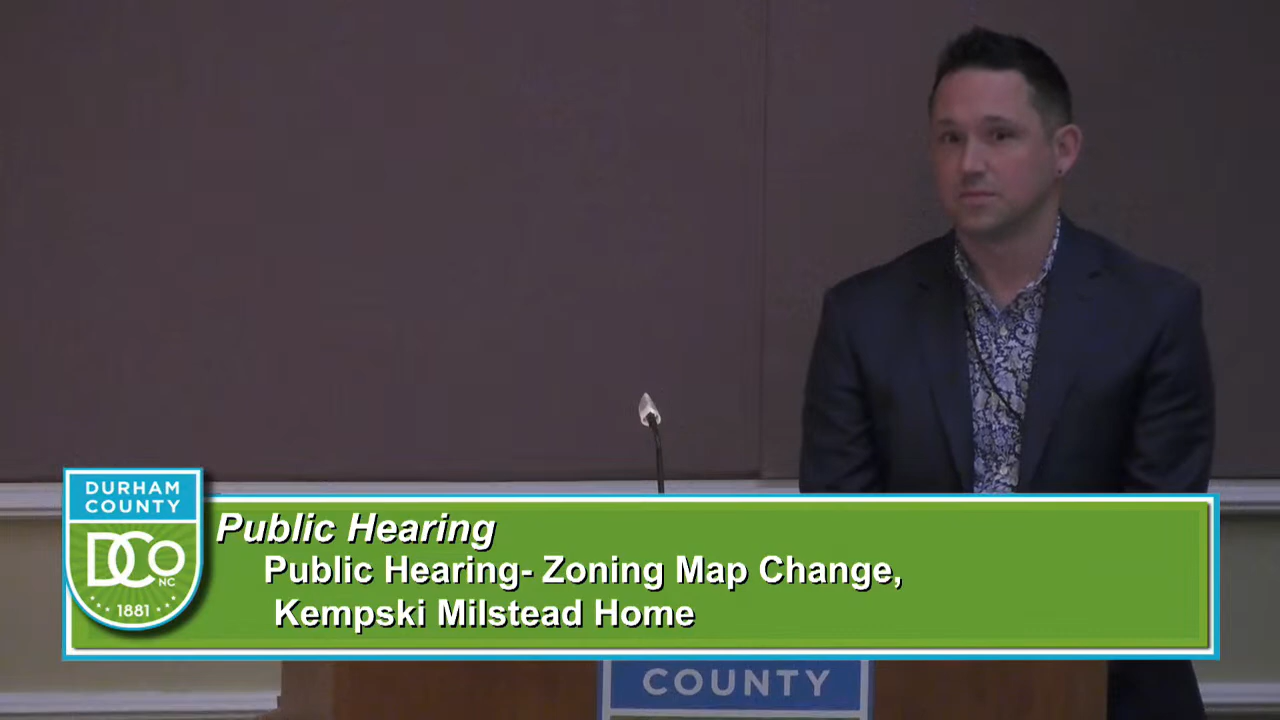 DURHAM
COUNTY
DCo
NC
1881
Public Hearing
Public Hearing- Zoning Map Change,
Kempski Milstead Home
COUNTY